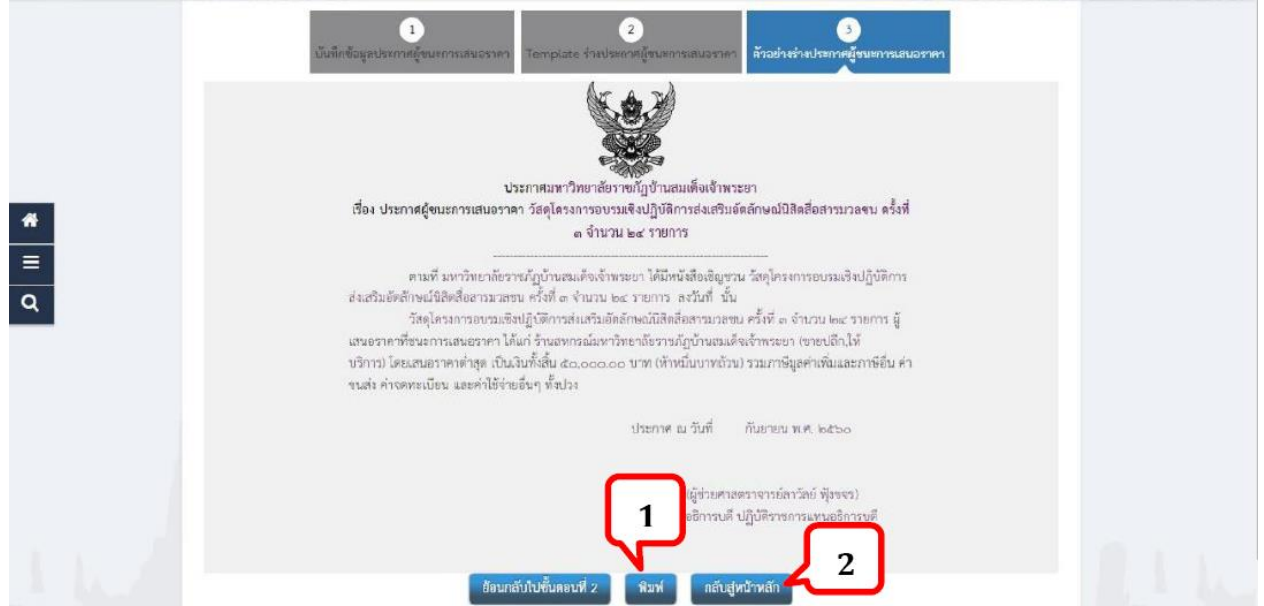 1
2
3
บันทึกข้อมูลประกาศผู้ชนะการเสนอราคา
Template ร่างประกาศผู้ชนะการเสนอราคา
ตัวอย่างร่างประกาศผู้ชนะการเสนอราคา
ประกาศมหาวิทยาลัยราชภัฏบ้านสมเด็จเจ้าพระยา
เรื่อง ประกาศผู้ชนะการเสนอราคา วัสดุโครงการอบรมเชิงปฏิบัติการส่งเสริมอัตลักษณ์นิสิตสื่อสารมวลชน ครั้งที่
๓ จำนวน ๒๔ รายการ
ตามที่ มหาวิทยาลัยราชภัฏบ้านสมเด็จเจ้าพระยา ได้มีหนังสือเชิญชวน วัสดุโครงการอบรมเชิงปฏิบัติการ
ส่งเสริมอัตลักษณ์นิสิตสื่อสารมวลชน ครั้งที่ ๓ จำนวน ๒๔ รายการ ลงวันที่ นั้น
วัสดุโครงการอบรมเชิงปฏิบัติการส่งเสริมอัตลักษณ์นิสิตสื่อสารมวลชน ครั้งที่ ๓ จำนวน ๒๔ รายการ ผู้
เสนอราคาที่ชนะการเสนอราคา ได้แก่ ร้านสหกรณ์มหาวิทยาลัยราชภัฏบ้านสมเด็จเจ้าพระยา (ขายปลีก,ให้
บริการ) โดยเสนอราคาต่ำสุด เป็นเงินทั้งสิ้น ๕๐,๐๐๐.๐๐ บาท (ห้าหมื่นบาทถ้วน) รวมภาษีมูลค่าเพิ่มและภาษีอื่น ค่า
ขนส่ง ค่าจดทะเบียน และค่าใช้จ่ายอื่นๆ ทั้งปวง
ประกาศ ณ วันที่ กันยายน พ.ศ. ๒๕๖๐
(ผู้ช่วยศาสตราจารย์ลาวัลย์ ฟุ้งขจร)
อธิการบดี ปฏิบัติราชการแทนอธิการบดี
1
2
ย้อนกลับไปขั้นตอนที่ 2
พิมพ์
กลับสู่หน้าหลัก